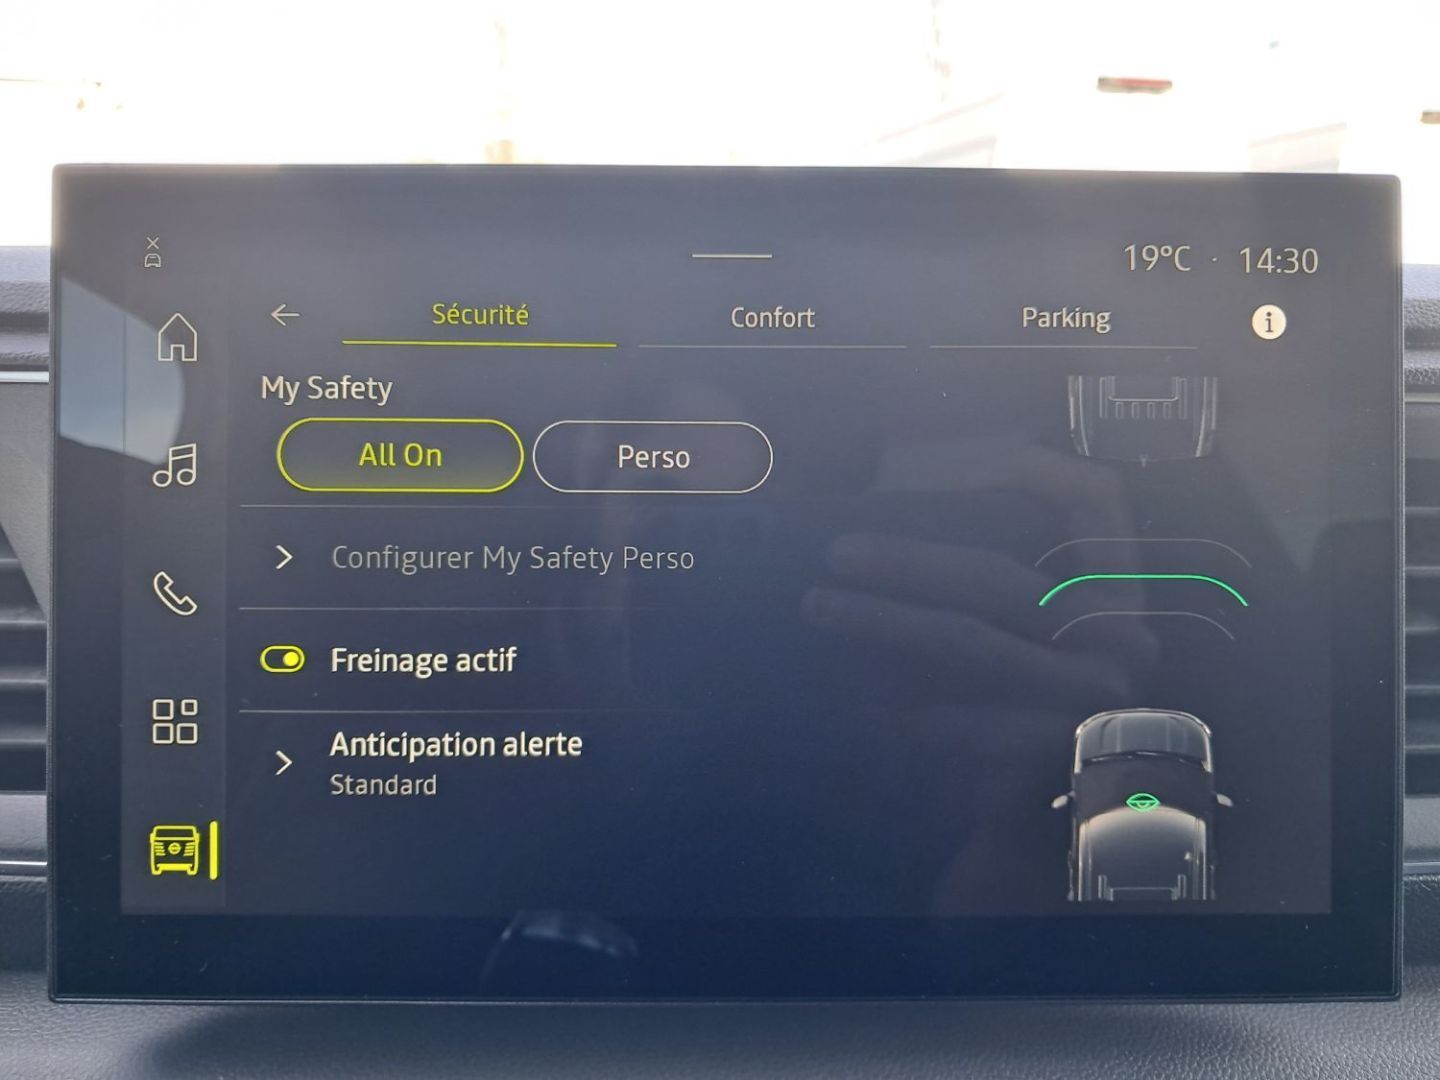 19°C · 14:30
Sécurité
Confort
Parking
i
My Safety
All On
Perso
Configurer My Safety Perso
Freinage actif
Anticipation alerte
Standard